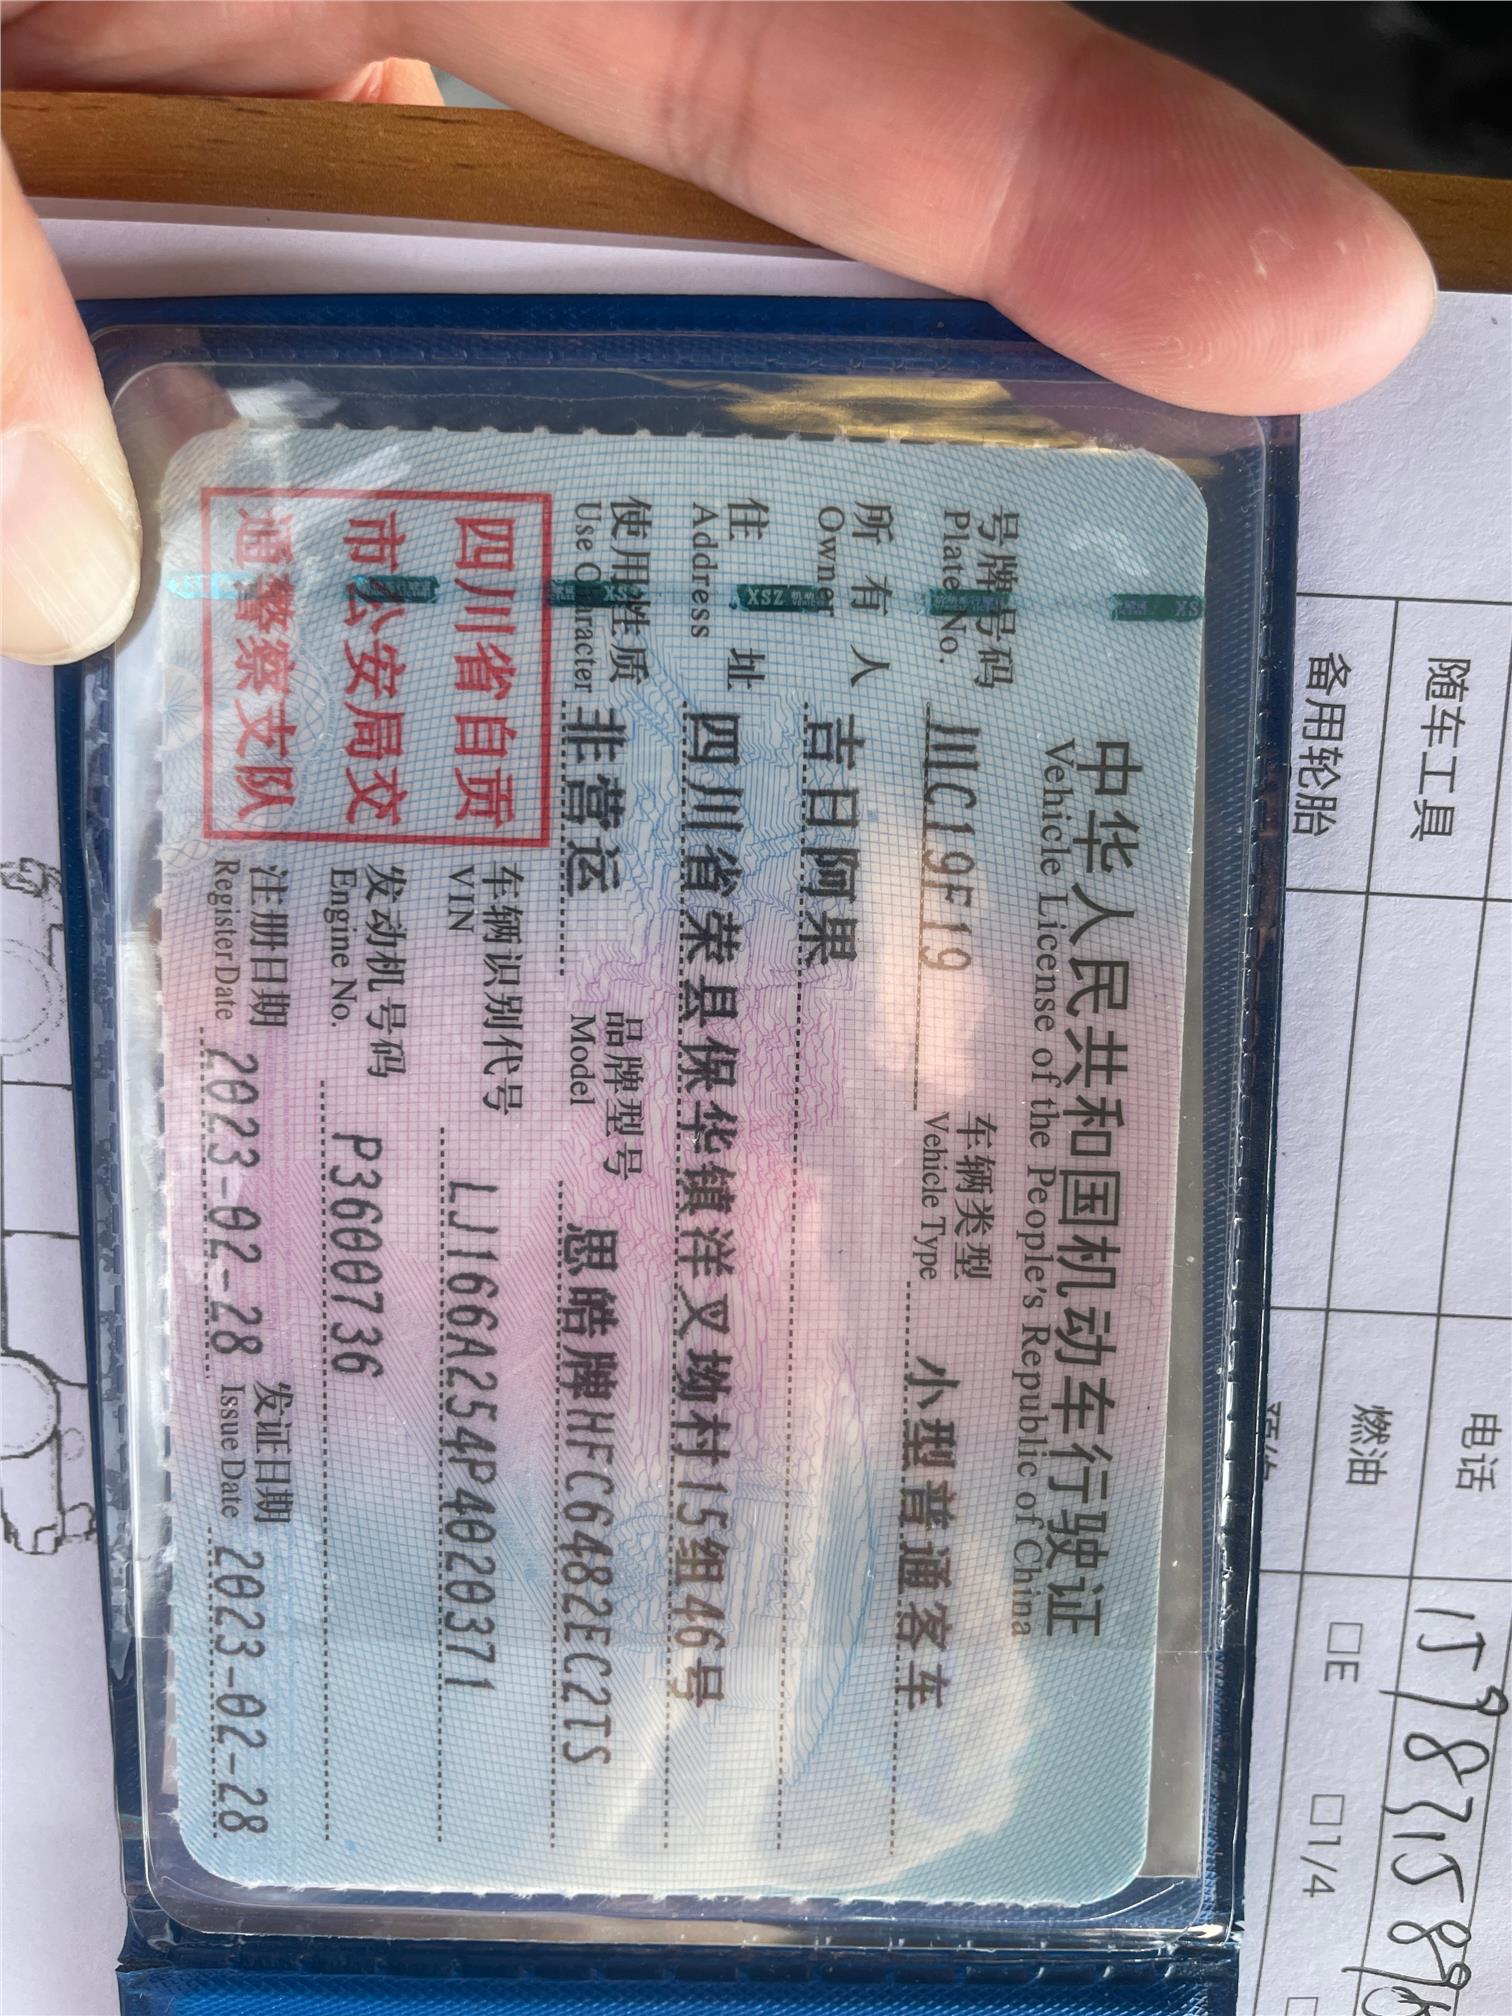 中华人民共和国机动车行驶证
Vehicle License of the People's Republic of China
号牌号码 川C19F19 车辆类型 小型普通客车
Plate No. Vehicle Type
所有人 吉日阿果
Owner
住址 四川省荣县保华镇洋叉坳村15组46号
Address
使用性质 非营运 品牌型号 思皓牌HFC6482EC2TS
Use Character Model
四川省自贡
市公安局交
通警察支队
车辆识别代号 LJ166A254P4020371
VIN
发动机号码 P3600736
Engine No.
注册日期 2023-02-28 发证日期 2023-02-28
Register Date Issue Date
电话
随车工具 燃油 □E □1/4
备用轮胎